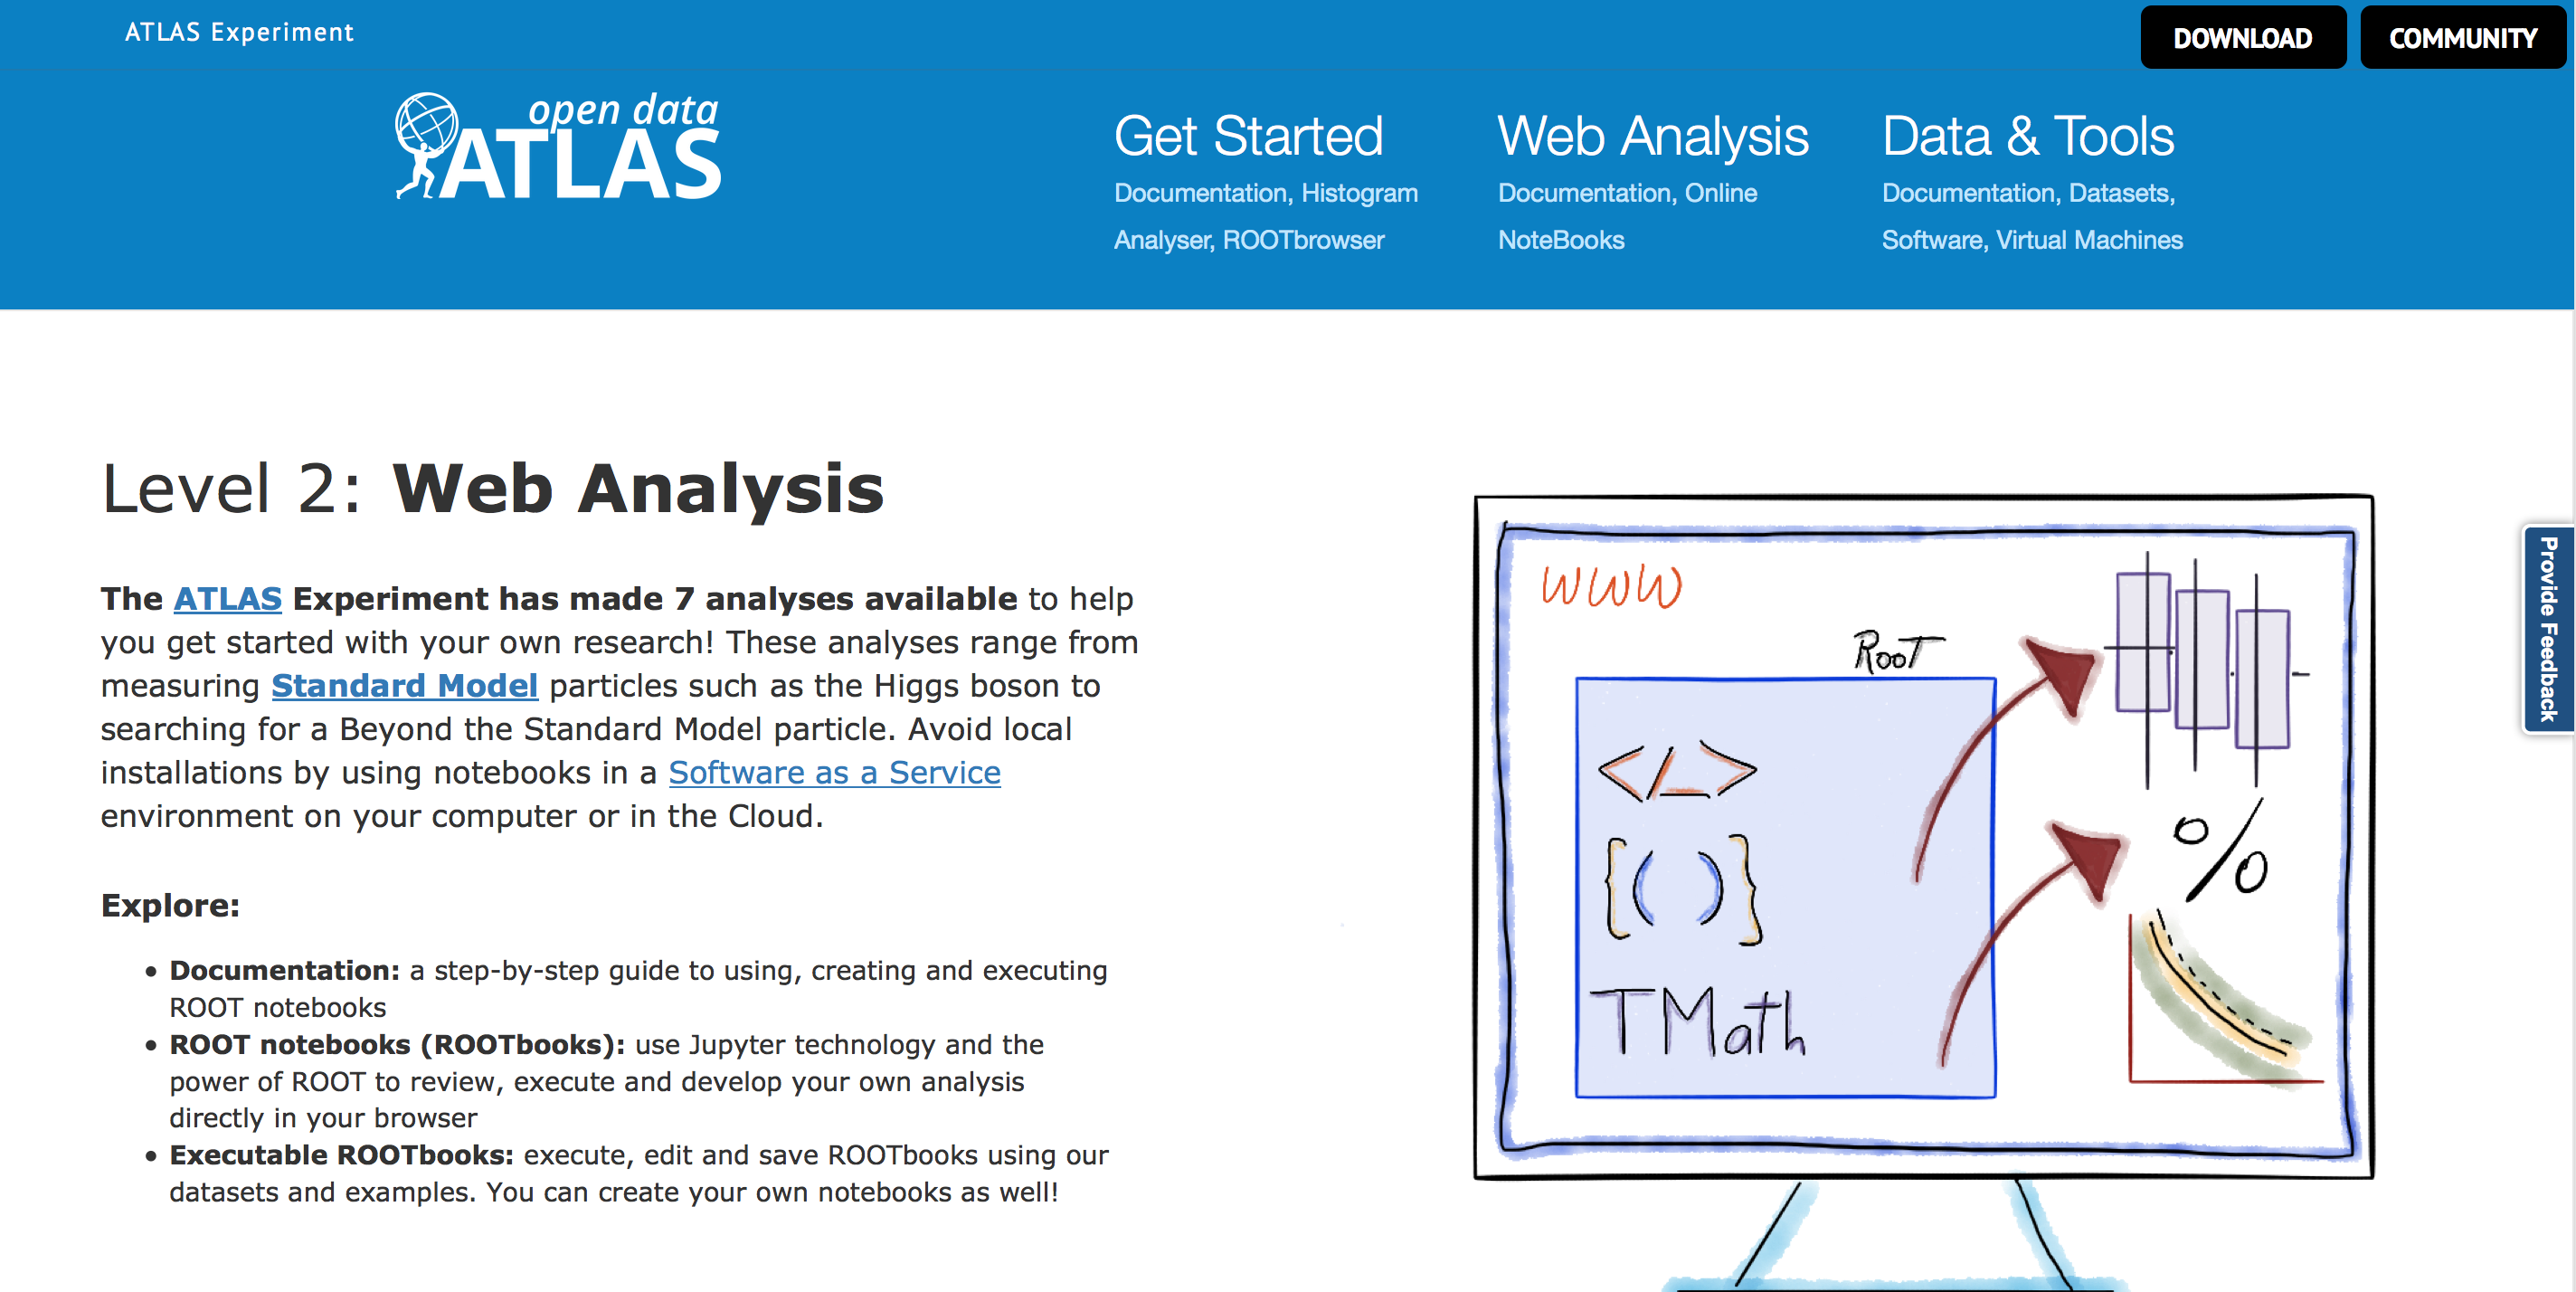 ATLAS Experiment
DOWNLOAD
COMMUNITY
open data
ATLAS
Get Started
Documentation, Histogram
Analyser, ROOTbrowser
Web Analysis
Documentation, Online
NoteBooks
Data & Tools
Documentation, Datasets,
Software, Virtual Machines
Level 2: Web Analysis
The ATLAS Experiment has made 7 analyses available to help
you get started with your own research! These analyses range from
measuring Standard Model particles such as the Higgs boson to
searching for a Beyond the Standard Model particle. Avoid local
installations by using notebooks in a Software as a Service
environment on your computer or in the Cloud.
Explore:
• Documentation: a step-by-step guide to using, creating and executing
ROOT notebooks
• ROOT notebooks (ROOTbooks): use Jupyter technology and the
power of ROOT to review, execute and develop your own analysis
directly in your browser
• Executable ROOTbooks: execute, edit and save ROOTbooks using our
datasets and examples. You can create your own notebooks as well!
WWW
ROOT
</_>
{( )}
TMath
%
Provide Feedback